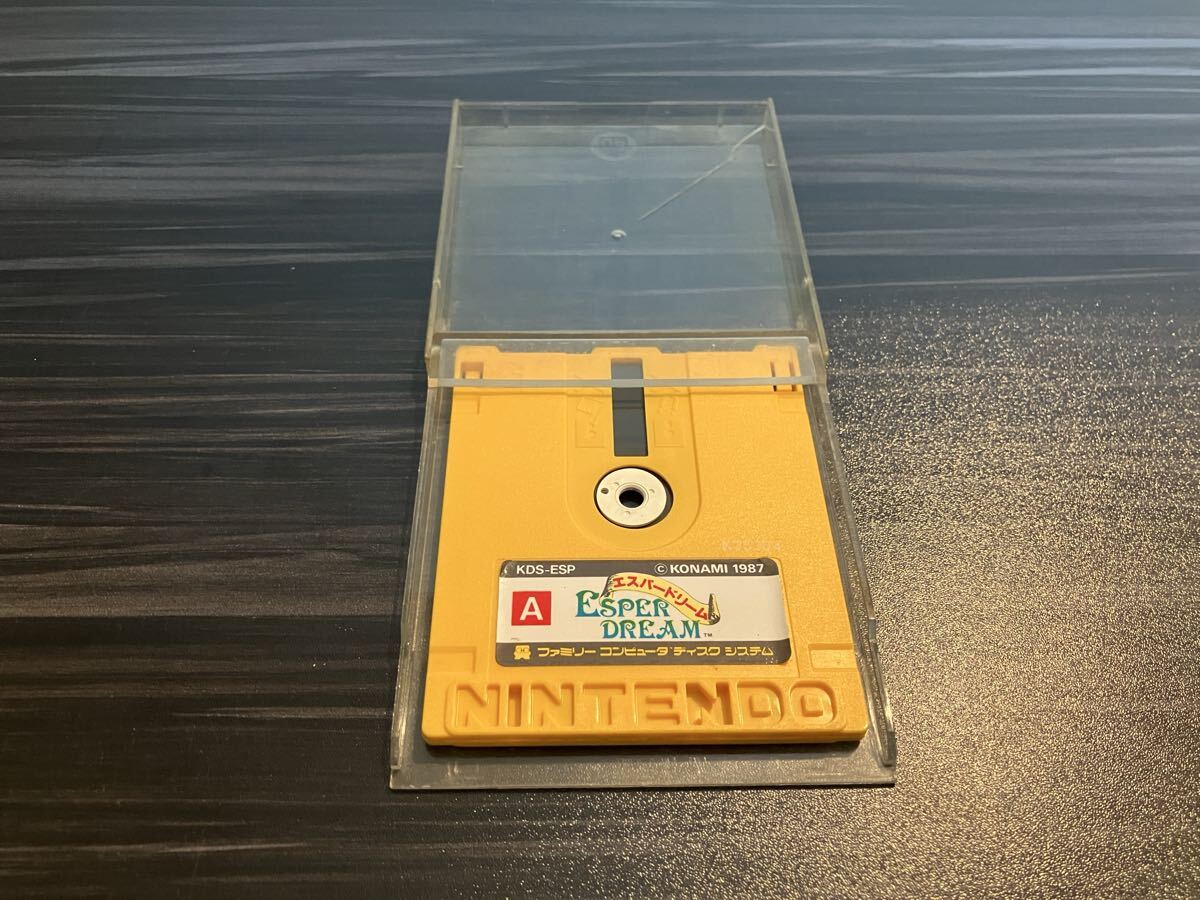 KDS-ESP © KONAMI 1987
A
エスパードリーム
ESPER
DREAM™
ファミリー コンピュータ ディスク システム
NINTENDO